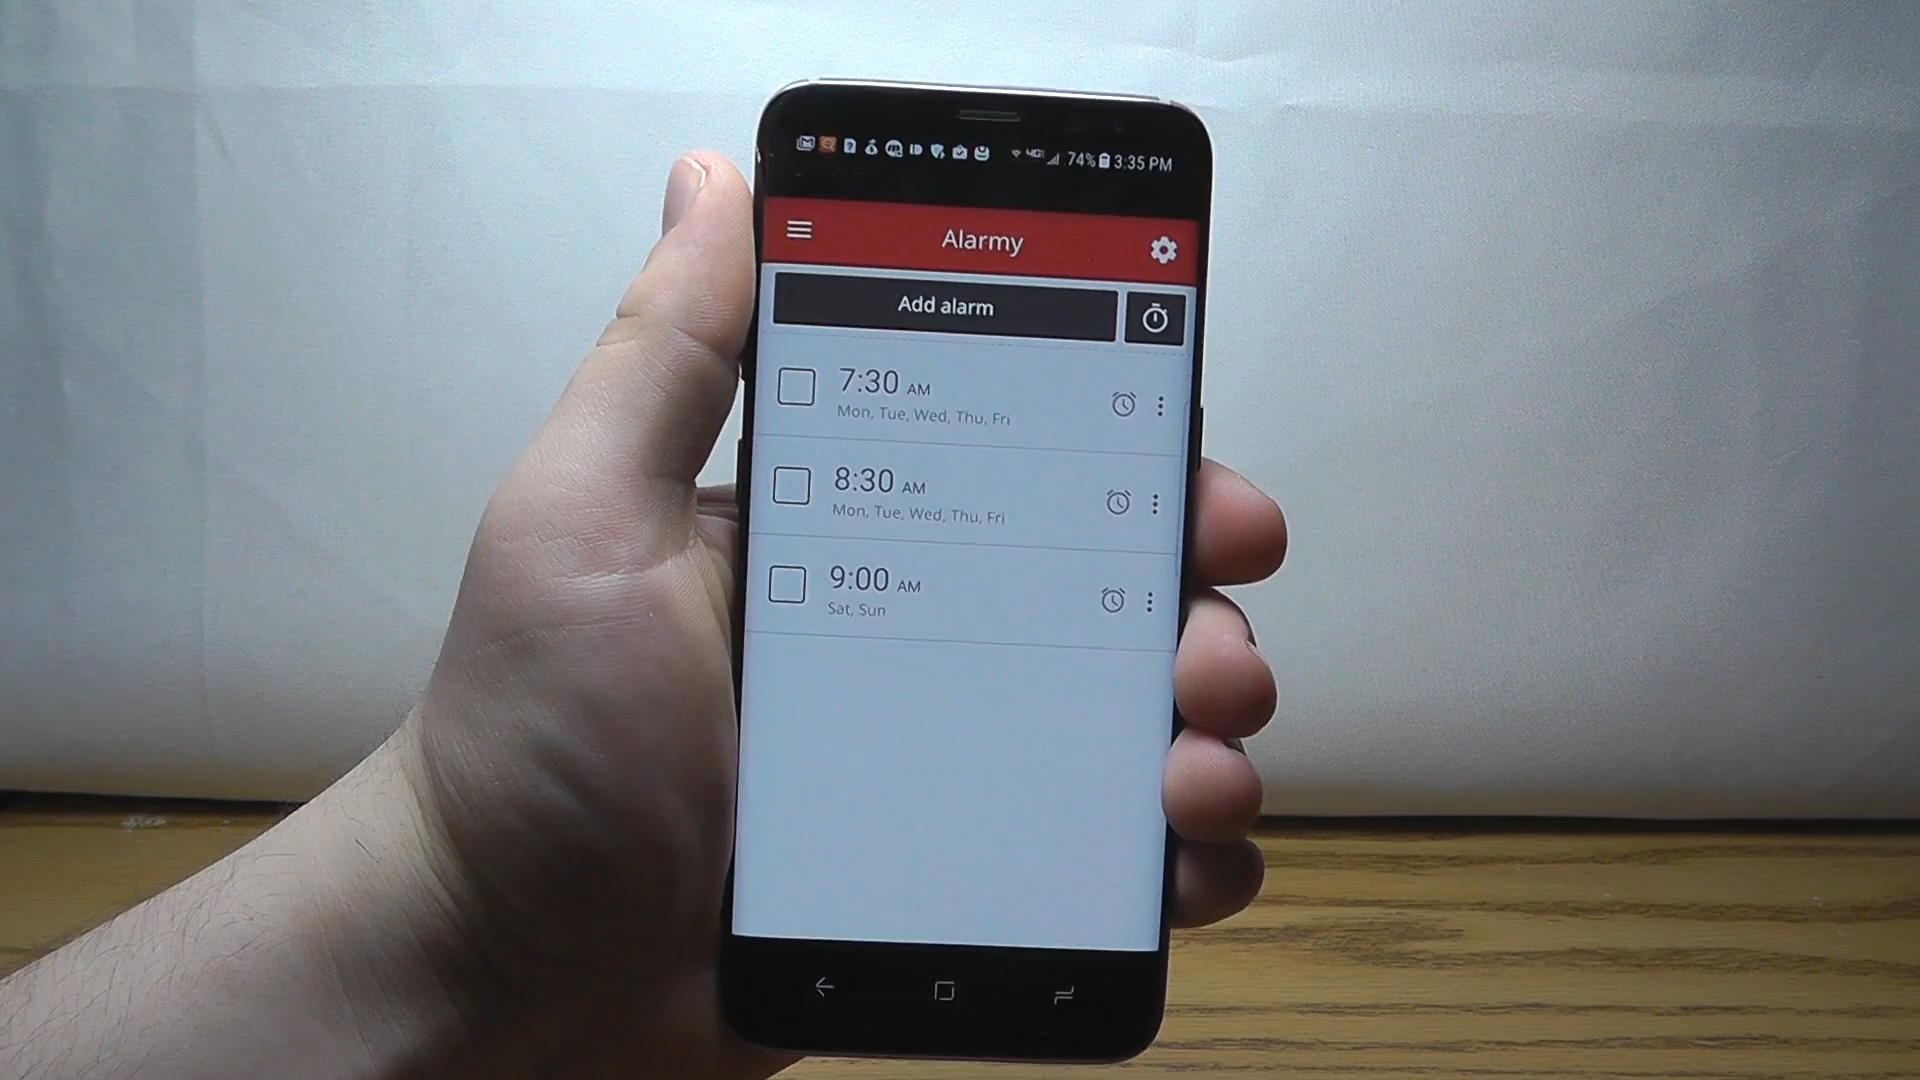 74% 3:35 PM
Alarmy
Add alarm
7:30 AM
Mon, Tue, Wed, Thu, Fri
8:30 AM
Mon, Tue, Wed, Thu, Fri
9:00 AM
Sat, Sun